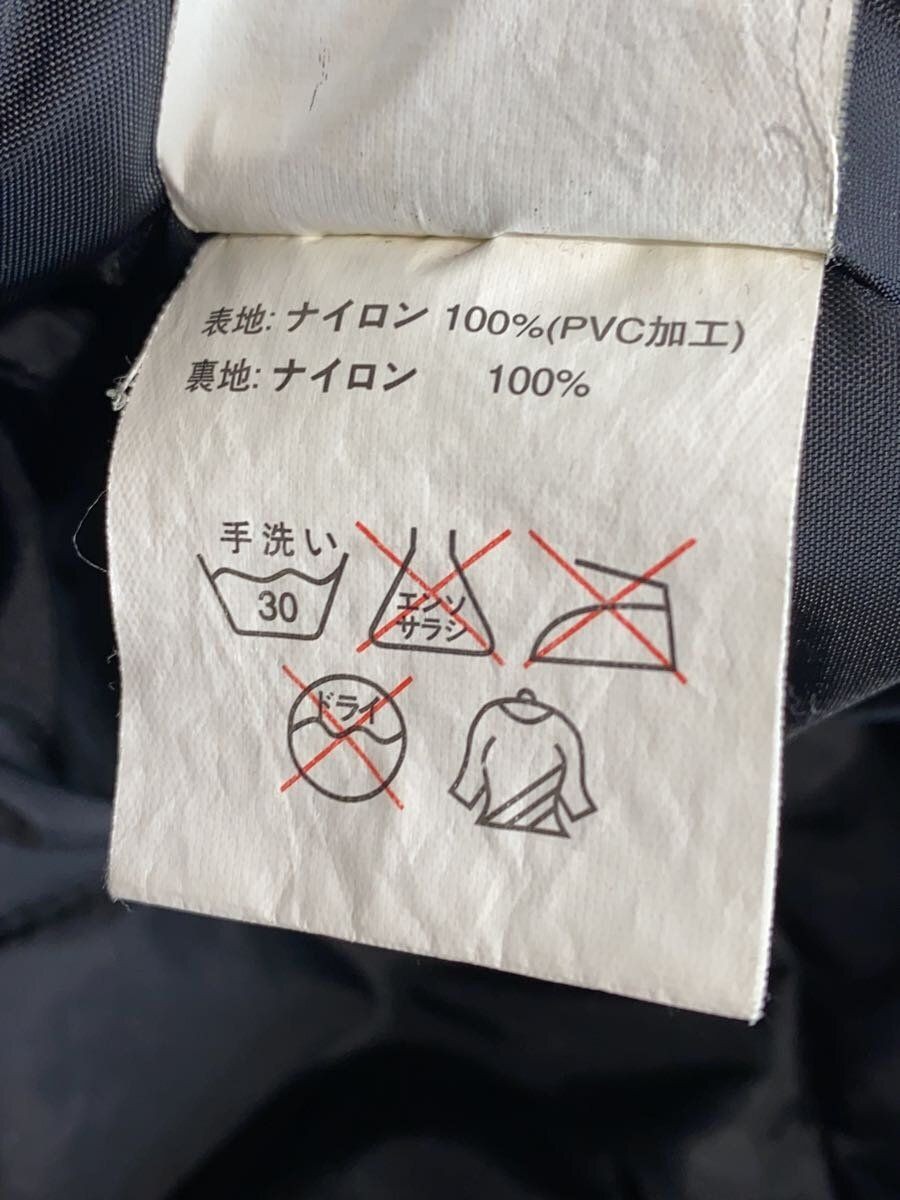 表地: ナイロン 100%(PVC加工)
裏地: ナイロン 100%
手洗い
30
エンソ
サラシ
ドライ